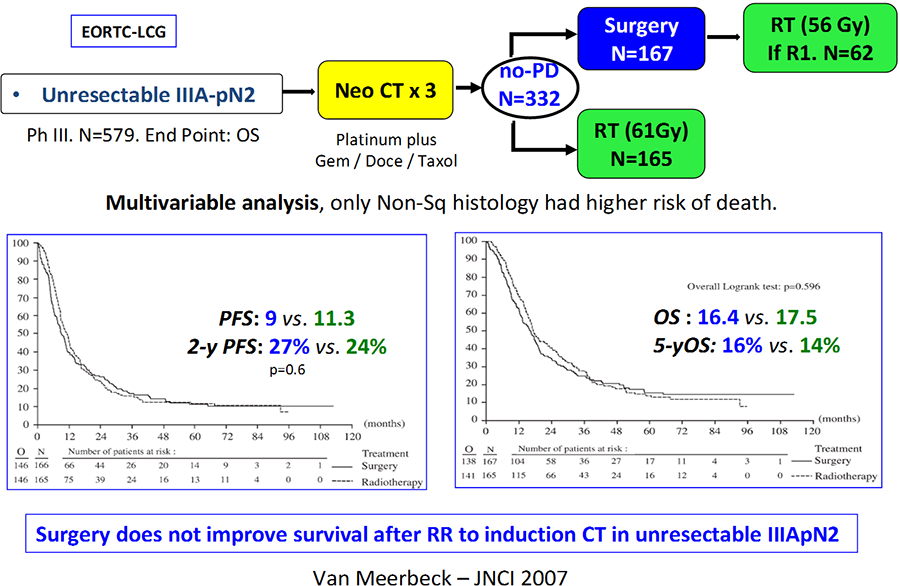 EORTC-LCG
• Unresectable IIIA-pN2
Ph III. N=579. End Point: OS
Neo CT x 3
Platinum plus
Gem / Doce / Taxol
no-PD
N=332
Surgery
N=167
RT (56 Gy)
If R1. N=62
RT (61Gy)
N=165
Multivariable analysis, only Non-Sq histology had higher risk of death.
100
90
80
70
60
50
40
30
20
10
0
PFS: 9 vs. 11.3
2-y PFS: 27% vs. 24%
p=0.6
(months)
0 12 24 36 48 60 72 84 96 108 120
O N Number of patients at risk : Treatment
146 166 66 44 26 20 14 9 3 2 1 Surgery
146 165 75 39 24 16 13 11 4 0 0 Radiotherapy
100
90
80
70
60
50
40
30
20
10
0
Overall Logrank test: p=0.596
OS : 16.4 vs. 17.5
5-yOS: 16% vs. 14%
(months)
0 12 24 36 48 60 72 84 96 108 120
O N Number of patients at risk : Treatment
138 167 104 58 36 27 17 11 4 3 1 Surgery
141 165 115 66 43 24 16 12 4 0 0 Radiotherapy
Surgery does not improve survival after RR to induction CT in unresectable IIIApN2
Van Meerbeck – JNCI 2007